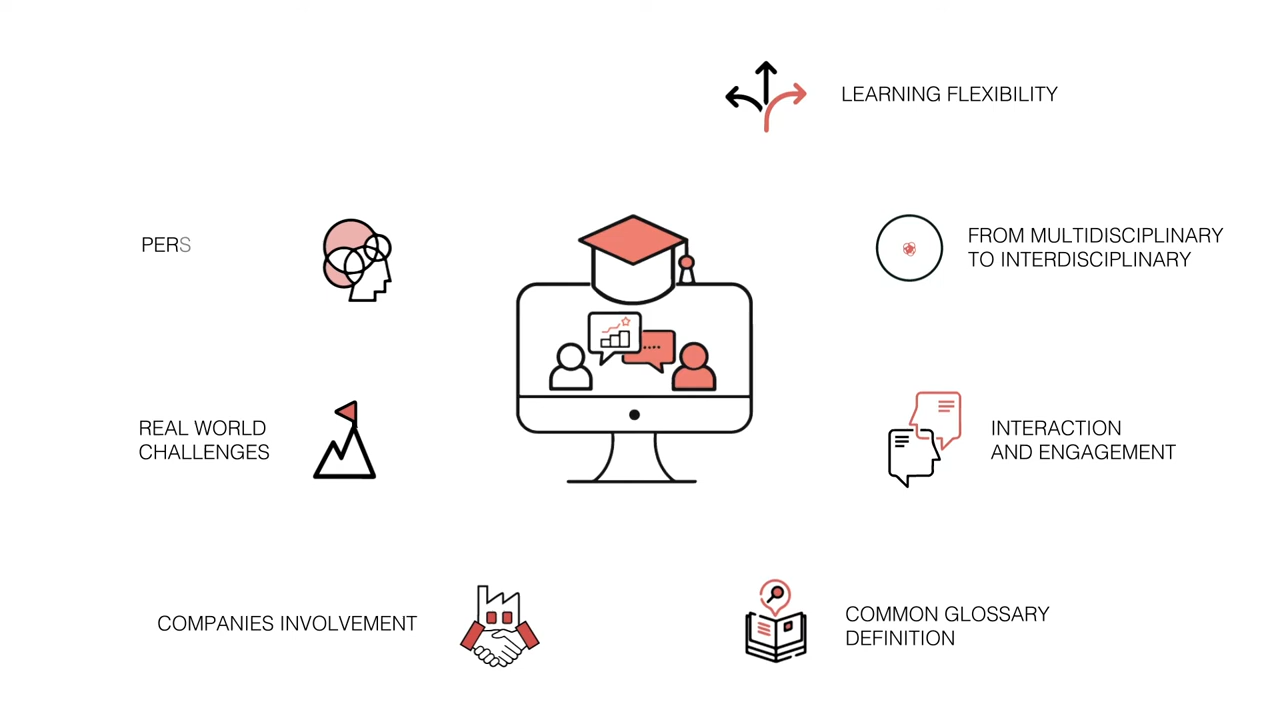 LEARNING FLEXIBILITY
PERS
FROM MULTIDISCIPLINARY
TO INTERDISCIPLINARY
REAL WORLD
CHALLENGES
INTERACTION
AND ENGAGEMENT
COMPANIES INVOLVEMENT
COMMON GLOSSARY
DEFINITION